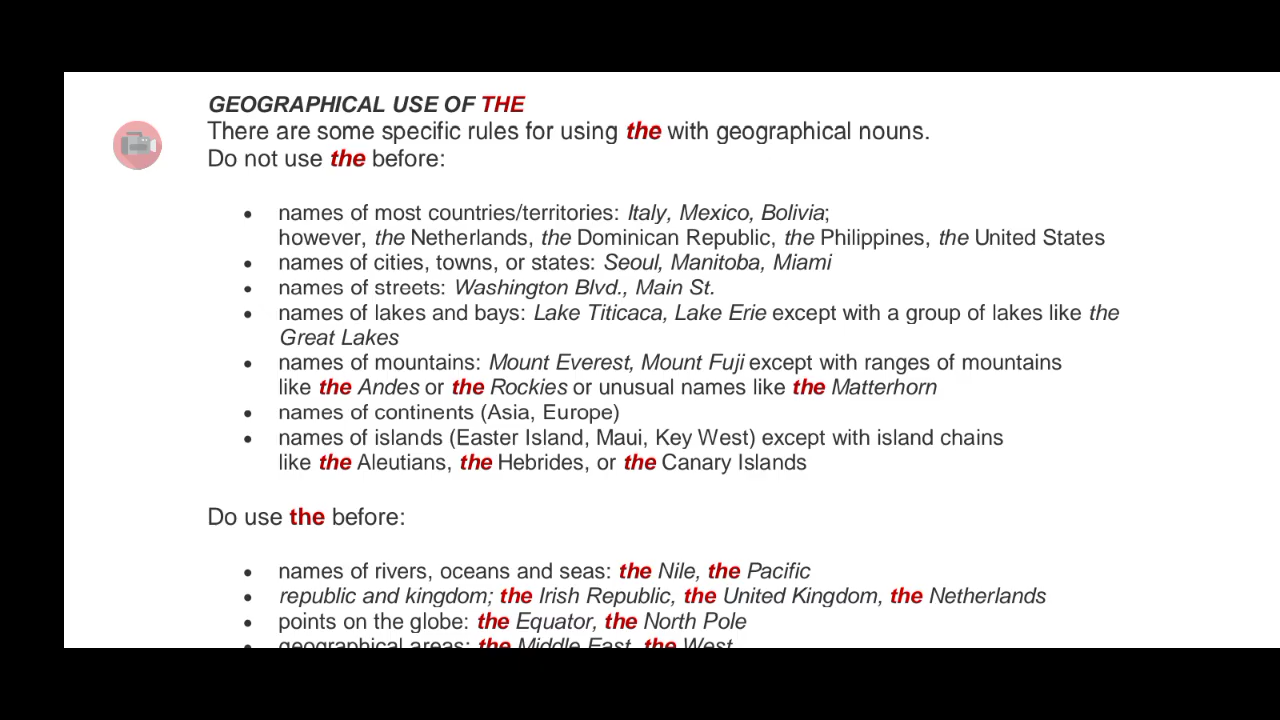 GEOGRAPHICAL USE OF THE
There are some specific rules for using the with geographical nouns.
Do not use the before:
• names of most countries/territories: Italy, Mexico, Bolivia;
however, the Netherlands, the Dominican Republic, the Philippines, the United States
• names of cities, towns, or states: Seoul, Manitoba, Miami
• names of streets: Washington Blvd., Main St.
• names of lakes and bays: Lake Titicaca, Lake Erie except with a group of lakes like the
Great Lakes
• names of mountains: Mount Everest, Mount Fuji except with ranges of mountains
like the Andes or the Rockies or unusual names like the Matterhorn
• names of continents (Asia, Europe)
• names of islands (Easter Island, Maui, Key West) except with island chains
like the Aleutians, the Hebrides, or the Canary Islands
Do use the before:
• names of rivers, oceans and seas: the Nile, the Pacific
• republic and kingdom; the Irish Republic, the United Kingdom, the Netherlands
• points on the globe: the Equator, the North Pole
• geographical areas: the Middle East, the West